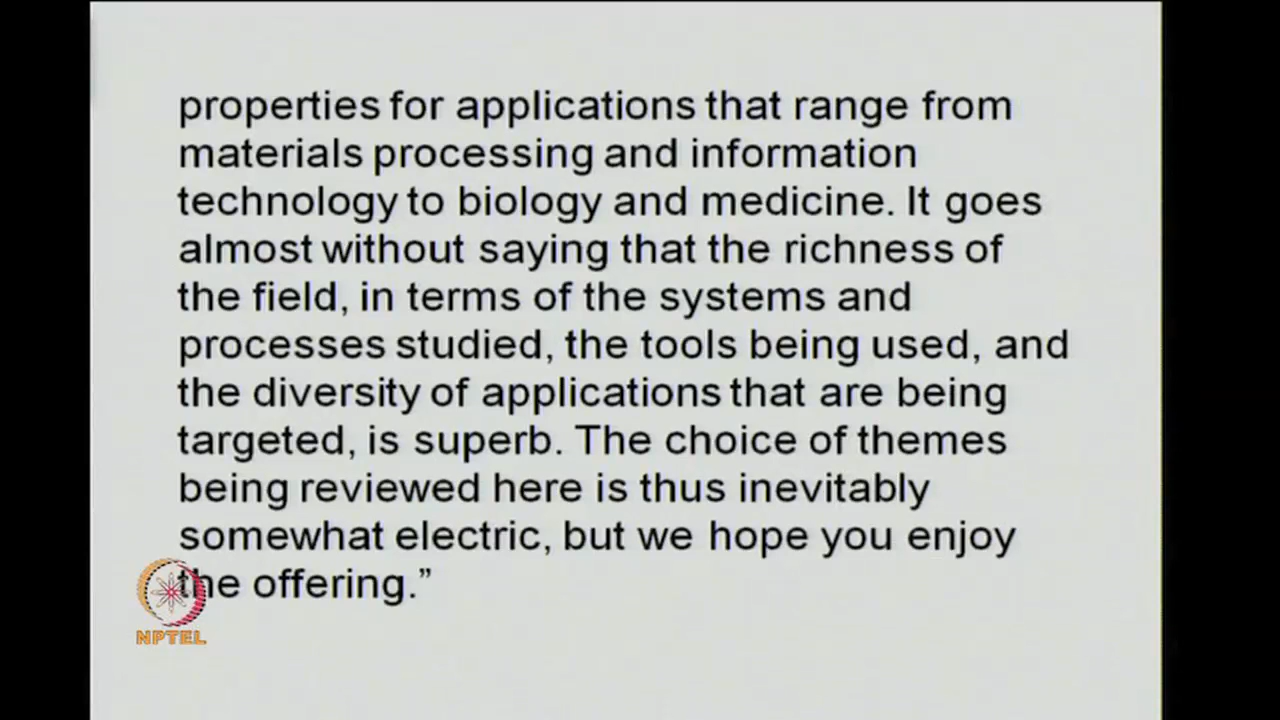 properties for applications that range from
materials processing and information
technology to biology and medicine. It goes
almost without saying that the richness of
the field, in terms of the systems and
processes studied, the tools being used, and
the diversity of applications that are being
targeted, is superb. The choice of themes
being reviewed here is thus inevitably
somewhat electric, but we hope you enjoy
the offering.”
NPTEL